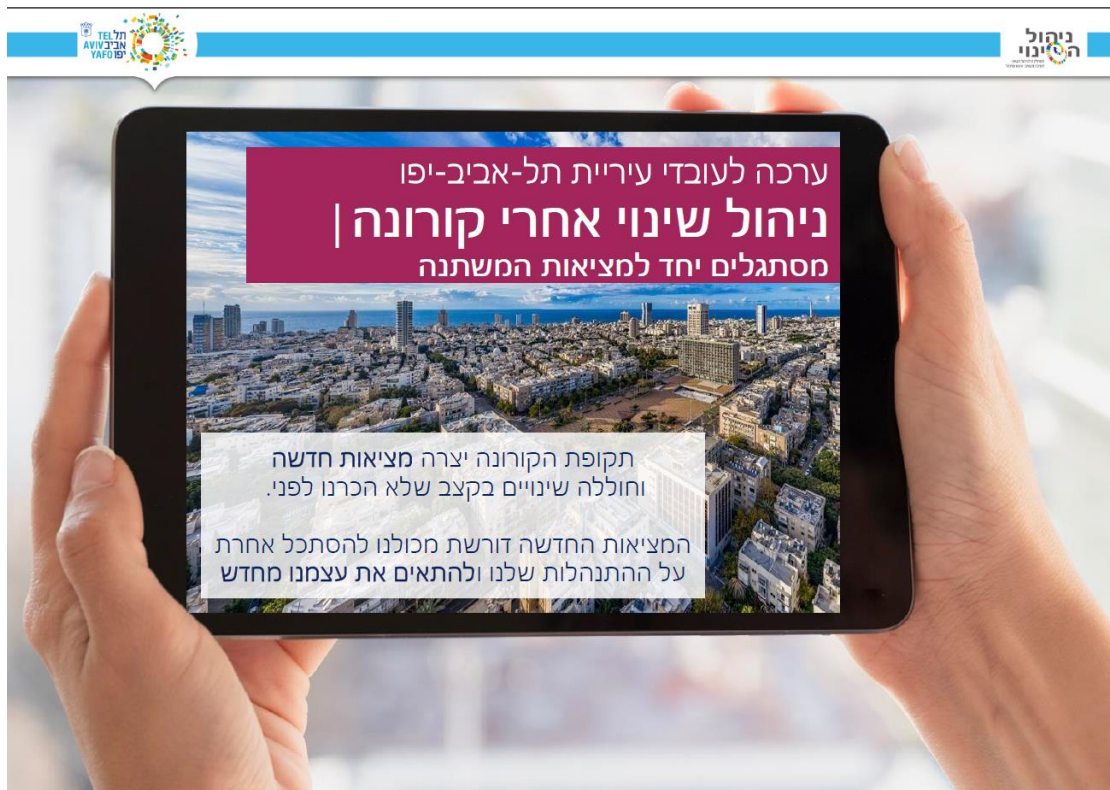 TEL תל
AVIV אביב
YAFO יפו
ניהול
השינוי
ערכה לעובדי עיריית תל-אביב-יפו
ניהול שינוי אחרי קורונה|
מסתגלים יחד למציאות המשתנה
תקופת הקורונה יצרה מציאות חדשה
וחוללה שינויים בקצב שלא הכרנו לפני.
המציאות החדשה דורשת מכולנו להסתכל אחרת
על ההתנהלות שלנו ולהתאים את עצמנו מחדש